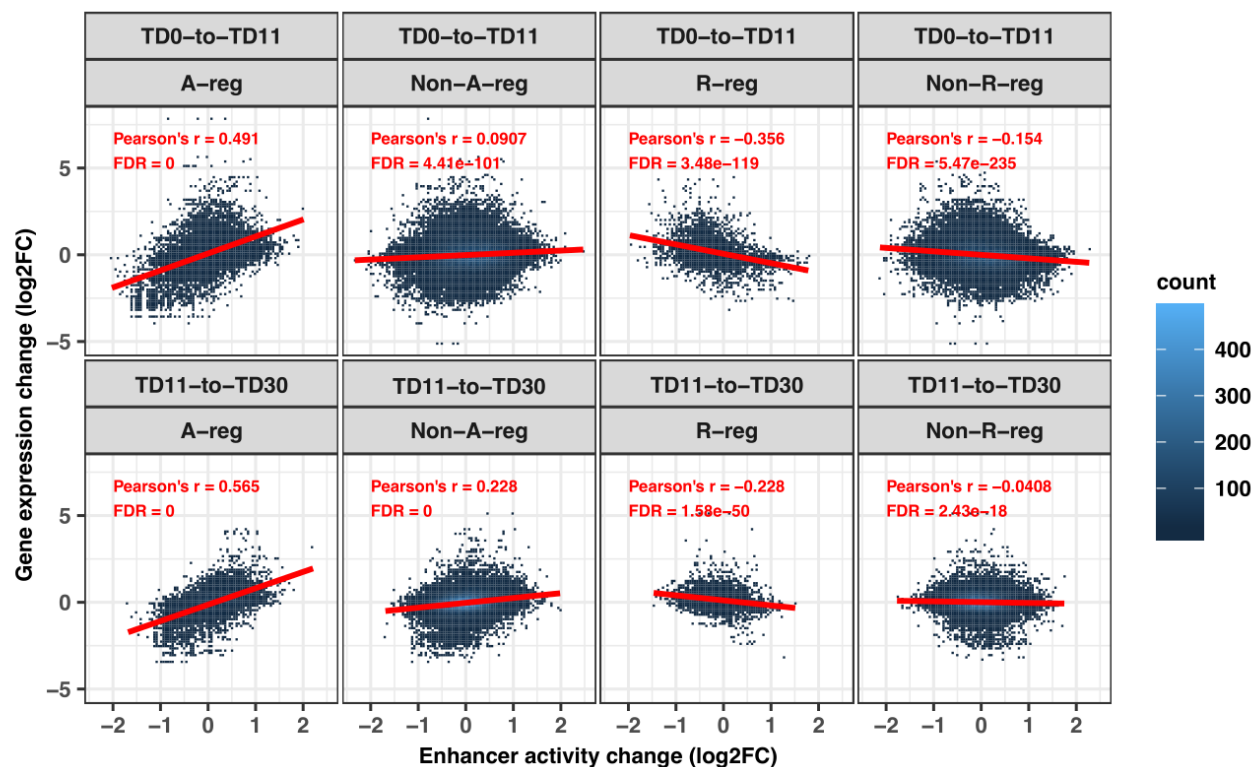 TD0−to−TD11 TD0−to−TD11 TD0−to−TD11 TD0−to−TD11
A−reg Non−A−reg R−reg Non−R−reg
Pearson's r = 0.491 Pearson's r = 0.0907 Pearson's r = −0.356 Pearson's r = −0.154
FDR = 0 FDR = 4.41e−101 FDR = 3.48e−119 FDR = 5.47e−235
5
0
−5
TD11−to−TD30 TD11−to−TD30 TD11−to−TD30 TD11−to−TD30
A−reg Non−A−reg R−reg Non−R−reg
Pearson's r = 0.565 Pearson's r = 0.228 Pearson's r = −0.228 Pearson's r = −0.0408
FDR = 0 FDR = 0 FDR = 1.58e−50 FDR = 2.43e−18
5
0
−5
−2 −1 0 1 2 −2 −1 0 1 2 −2 −1 0 1 2 −2 −1 0 1 2
Enhancer activity change (log2FC)
Gene expression change (log2FC)
count
400
300
200
100